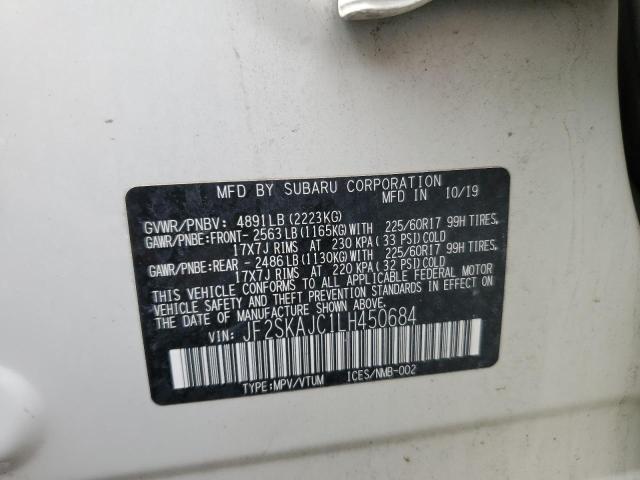 MFD BY SUBARU CORPORATION
MFD IN 10/19
GVWR/PNBV: 4891LB (2223KG)
GAWR/PNBE:FRONT- 2563LB (1165KG)WITH 225/60R17 99H TIRES.
17X7J RIMS AT 230 KPA (33 PSI)COLD
GAWR/PNBE:REAR - 2486LB (1130KG)WITH 225/60R17 99H TIRES.
17X7J RIMS AT 220 KPA (32 PSI)COLD
THIS VEHICLE CONFORMS TO ALL APPLICABLE FEDERAL MOTOR
VEHICLE SAFETY AND THEFT PREVENTION STANDARDS IN EFFECT
ON THE DATE OF MANUFACTURE SHOWN ABOVE.
VIN: JF2SKAJC1LH450684
TYPE:MPV/VTUM ICES/NMB-002